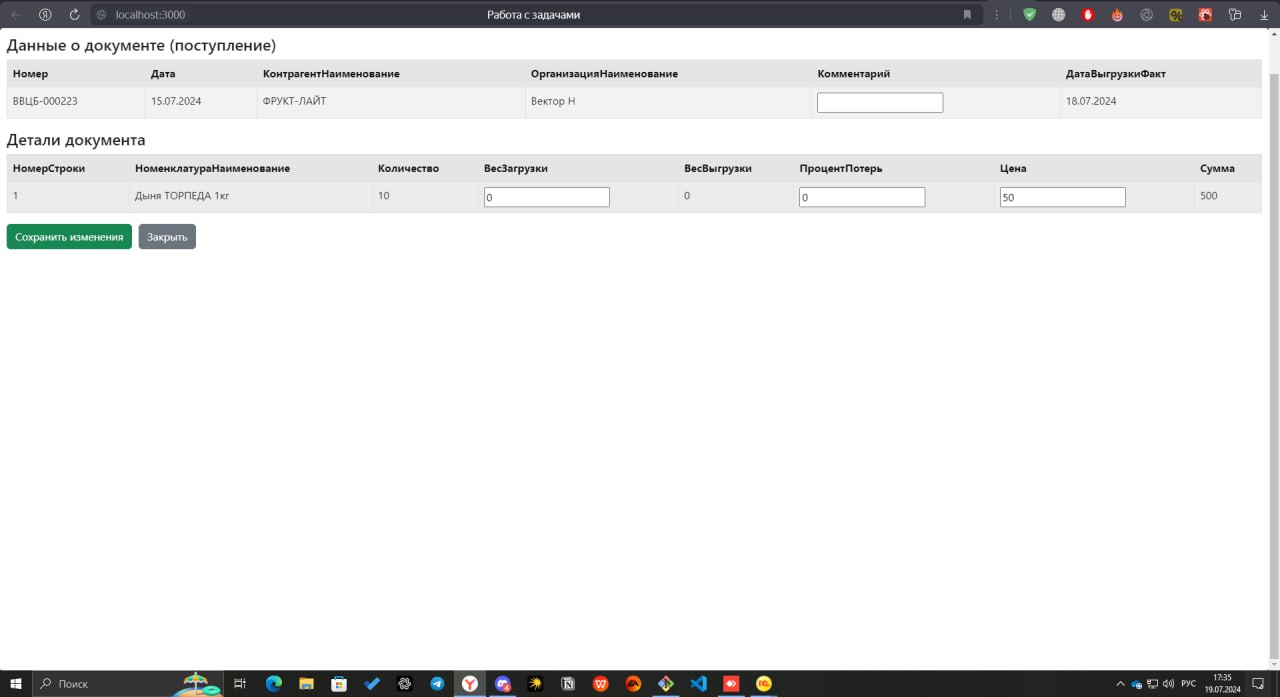 localhost:3000
Работа с задачами
Данные о документе (поступление)
Номер Дата КонтрагентНаименование ОрганизацияНаименование Комментарий ДатаВыгрузкиФакт
ВВЦБ-000223 15.07.2024 ФРУКТ-ЛАЙТ Вектор Н 18.07.2024
Детали документа
НомерСтроки НоменклатураНаименование Количество ВесЗагрузки ВесВыгрузки ПроцентПотерь Цена Сумма
1 Дыня ТОРПЕДА 1кг 10 0 0 0 50 500
Сохранить изменения Закрыть
Поиск
РУС
17:35
19.07.2024